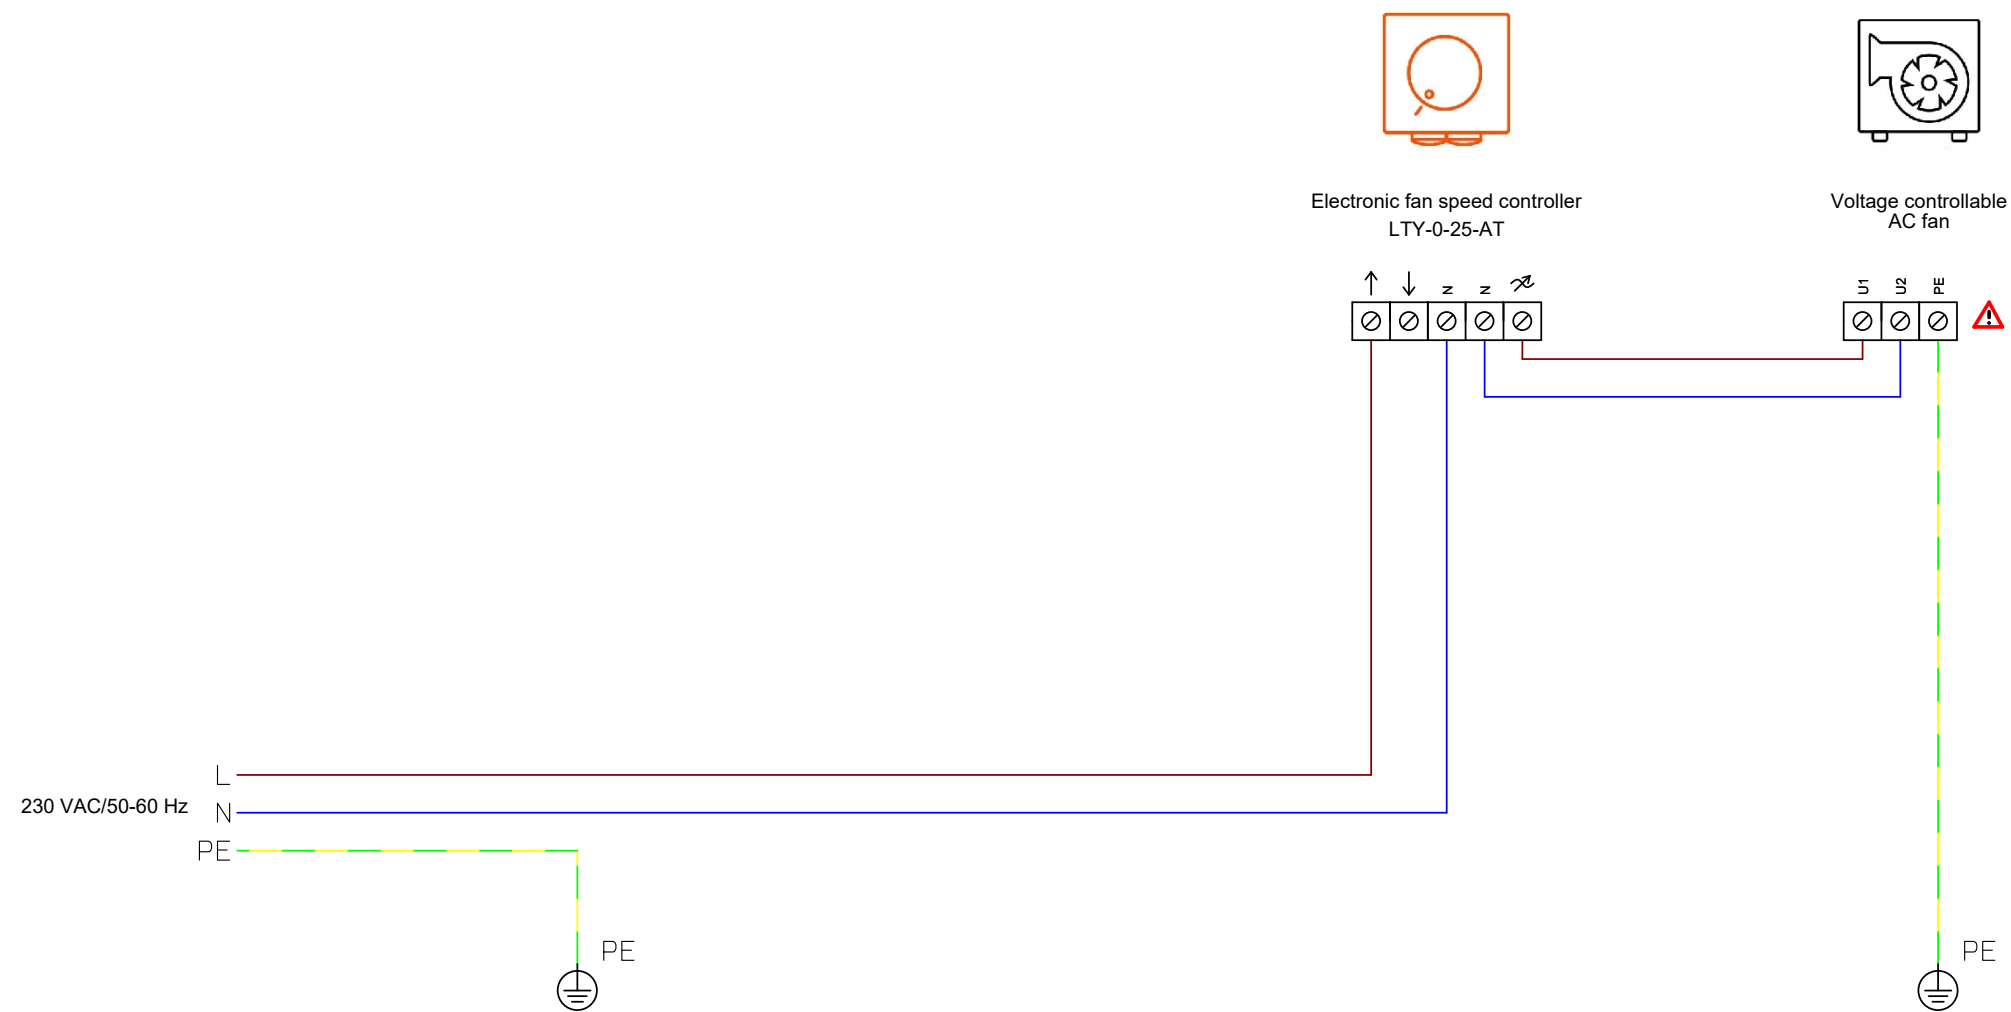 Electronic fan speed controller
LTY-0-25-AT
Voltage controllable
AC fan
N
N
U1
U2
PE
L
230 VAC/50-60 Hz
N
PE
PE
PE